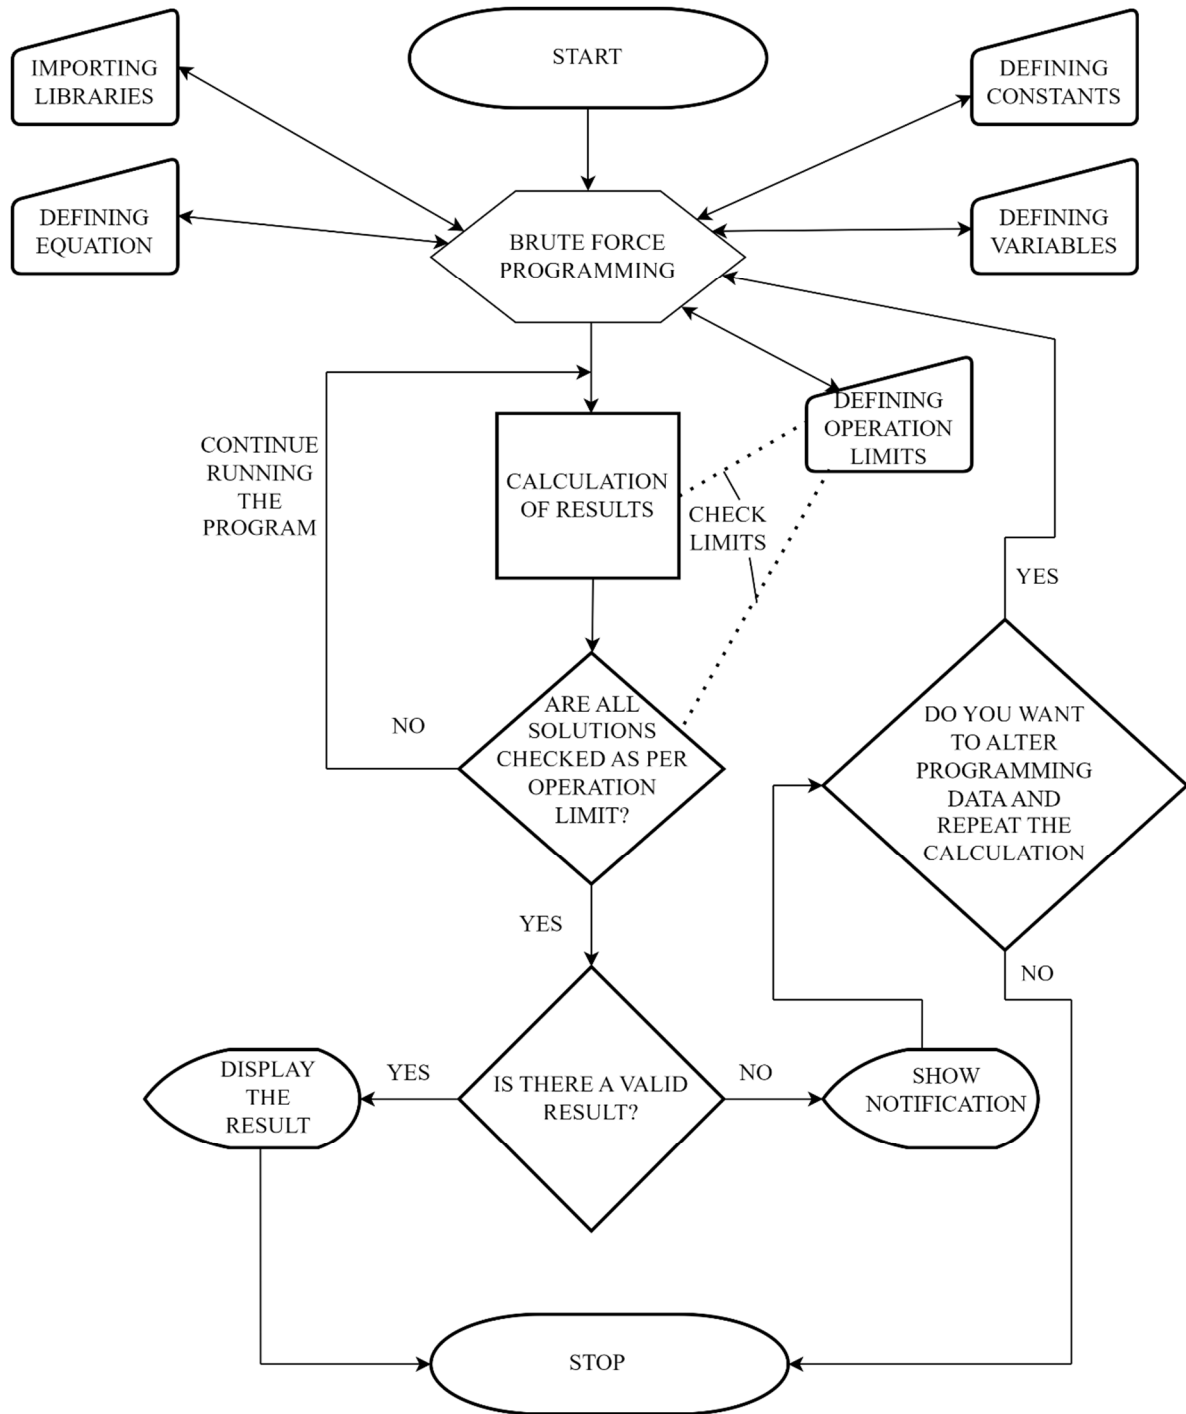 START
IMPORTING
LIBRARIES
DEFINING
CONSTANTS
DEFINING
EQUATION
BRUTE FORCE
PROGRAMMING
DEFINING
VARIABLES
DEFINING
OPERATION
LIMITS
CONTINUE
RUNNING
THE
PROGRAM
CALCULATION
OF RESULTS
CHECK
LIMITS
YES
NO
ARE ALL
SOLUTIONS
CHECKED AS PER
OPERATION
LIMIT?
DO YOU WANT
TO ALTER
PROGRAMMING
DATA AND
REPEAT THE
CALCULATION
YES
NO
DISPLAY
THE
RESULT
YES
IS THERE A VALID
RESULT?
NO
SHOW
NOTIFICATION
STOP